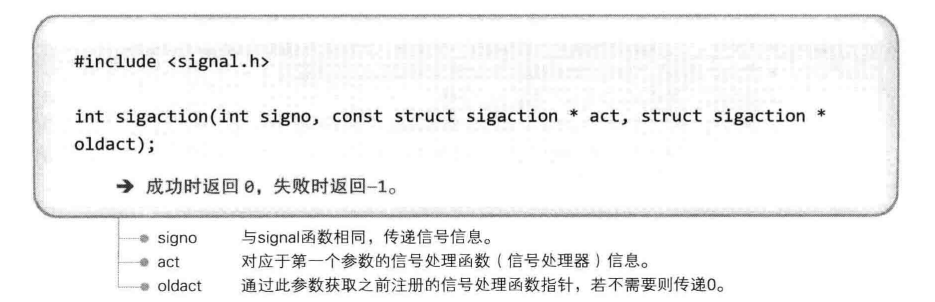 #include <signal.h>
int sigaction(int signo, const struct sigaction * act, struct sigaction *
oldact);
➔ 成功时返回 0，失败时返回–1。
signo 与signal函数相同，传递信号信息。
act 对应于第一个参数的信号处理函数（信号处理器）信息。
oldact 通过此参数获取之前注册的信号处理函数指针，若不需要则传递0。